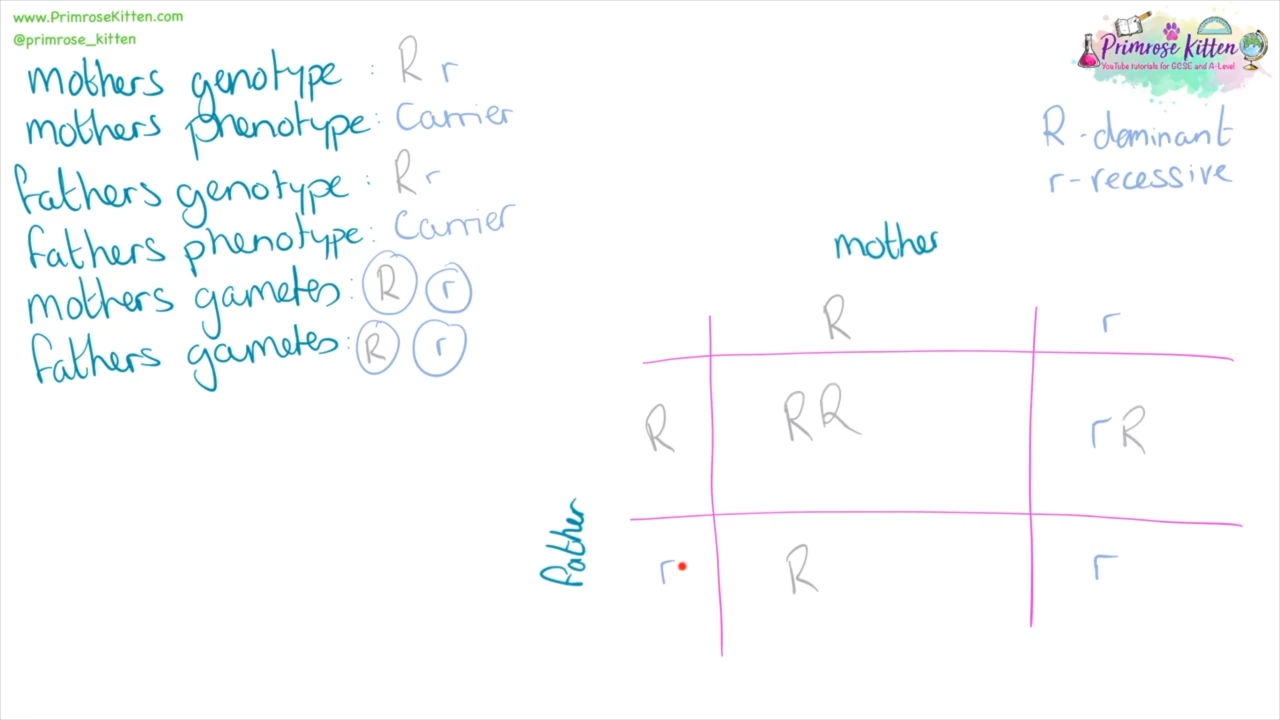 www.PrimroseKitten.com
@primrose_kitten
Primrose Kitten
YouTube tutorials for GCSE and A-Level
mothers genotype : R r
mothers phenotype: Carrier
fathers genotype : R r
fathers phenotype: Carrier
mothers gametes: R r
fathers gametes: R r
R - dominant
r - recessive
mother
R r
R RR rR
father
r R r